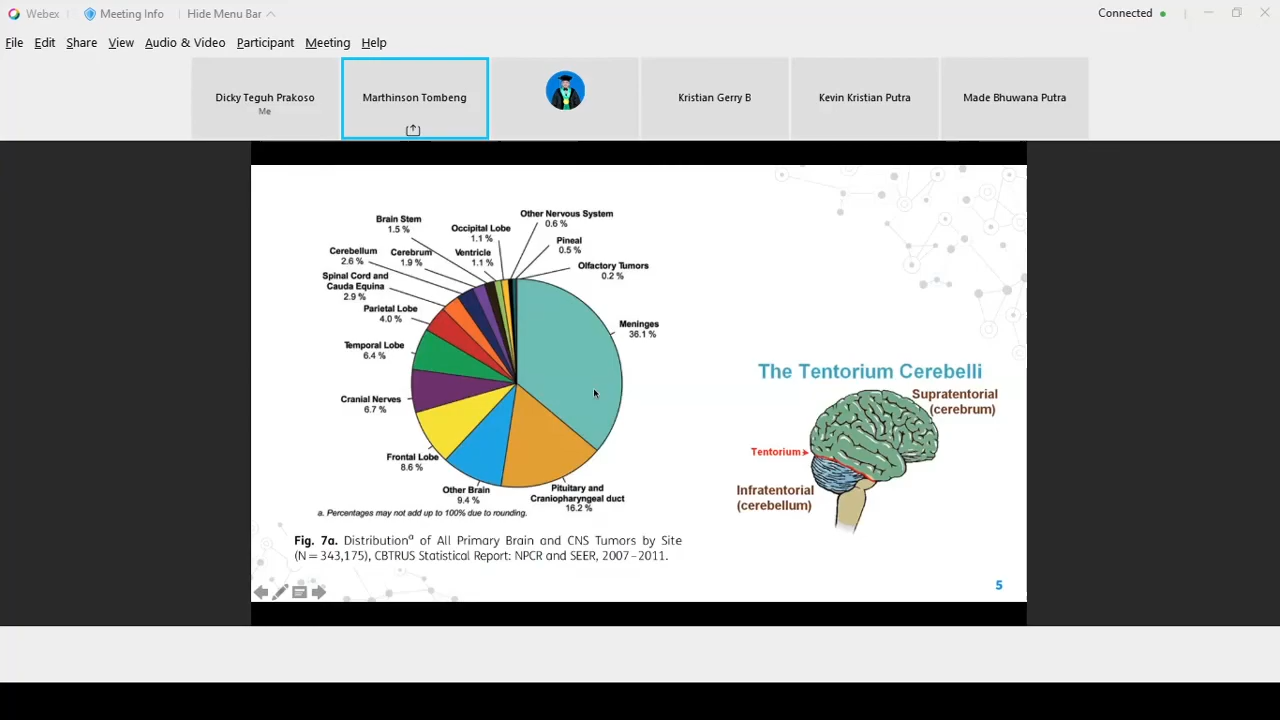 Webex
Meeting Info
Hide Menu Bar
Connected
File Edit Share View Audio & Video Participant Meeting Help
Dicky Teguh Prakoso
Me
Marthinson Tombeng
Kristian Gerry B
Kevin Kristian Putra
Made Bhuwana Putra
Other Nervous System
0.6 %
Brain Stem
1.5 %
Occipital Lobe
1.1 %
Pineal
0.5 %
Cerebellum
2.6 %
Cerebrum
1.9 %
Ventricle
1.1 %
Olfactory Tumors
0.2 %
Spinal Cord and
Cauda Equina
2.9 %
Parietal Lobe
4.0 %
Meninges
36.1 %
Temporal Lobe
6.4 %
Cranial Nerves
6.7 %
Frontal Lobe
8.6 %
Other Brain
9.4 %
Pituitary and
Craniopharyngeal duct
16.2 %
a. Percentages may not add up to 100% due to rounding.
Fig. 7a. Distributionᵃ of All Primary Brain and CNS Tumors by Site
(N = 343,175), CBTRUS Statistical Report: NPCR and SEER, 2007–2011.
The Tentorium Cerebelli
Supratentorial
(cerebrum)
Tentorium
Infratentorial
(cerebellum)
5